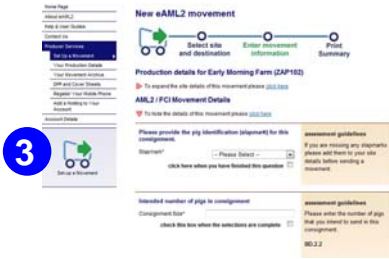 Home Page
About eAML2
Help & User Guides
Contact Us
Producer Services
Set Up a Movement
Your Production Details
Your Movement Archive
DPP and Cover Sheets
Register Your Mobile Phone
Add a Holding to Your Account
Account Details
3
Set up a Movement
New eAML2 movement
Select site and destination
Enter movement information
Print Summary
Production details for Early Morning Farm (ZAP102)
To expand the site details of this movement please click here
AML2 / FCI Movement Details
To hide the details of this movement please click here
Please provide the pig identification (slapmark) for this consignment.
Slapmark*
-- Please Select --
click here when you have finished this question
assessment guidelines
If you are missing any slapmarks please add them to your site details before sending a movement.
Intended number of pigs in consignment
Consignment Size*
check this box when the selections are complete
assessment guidelines
Please enter the number of pigs that you intend to send in this consignment.
BD.2.2